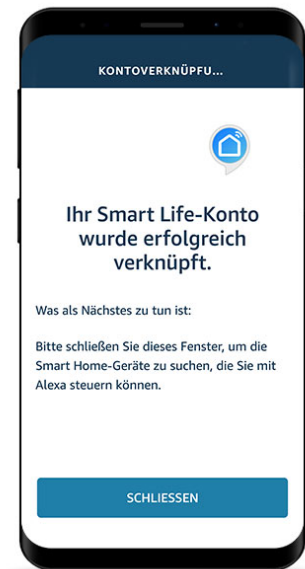 KONTOVERKNÜPFU...
Ihr Smart Life-Konto
wurde erfolgreich
verknüpft.
Was als Nächstes zu tun ist:
Bitte schließen Sie dieses Fenster, um die
Smart Home-Geräte zu suchen, die Sie mit
Alexa steuern können.
SCHLIESSEN